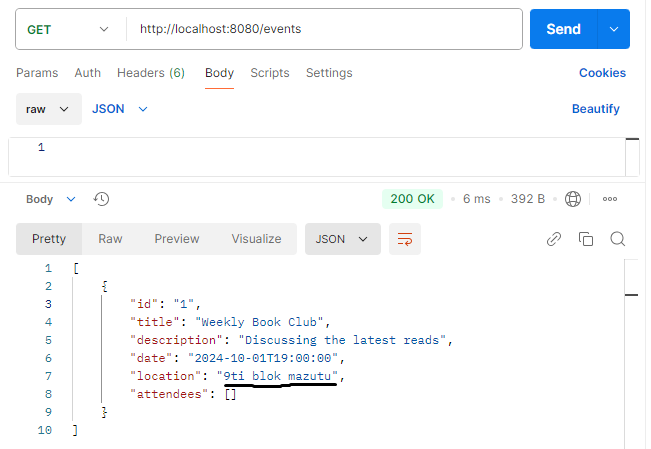 GET http://localhost:8080/events Send
Params Auth Headers (6) Body Scripts Settings Cookies
raw JSON Beautify
1
Body 200 OK 6 ms 392 B
Pretty Raw Preview Visualize JSON
1 [
2 {
3 "id": "1",
4 "title": "Weekly Book Club",
5 "description": "Discussing the latest reads",
6 "date": "2024-10-01T19:00:00",
7 "location": "9ti blok mazutu",
8 "attendees": []
9 }
10 ]